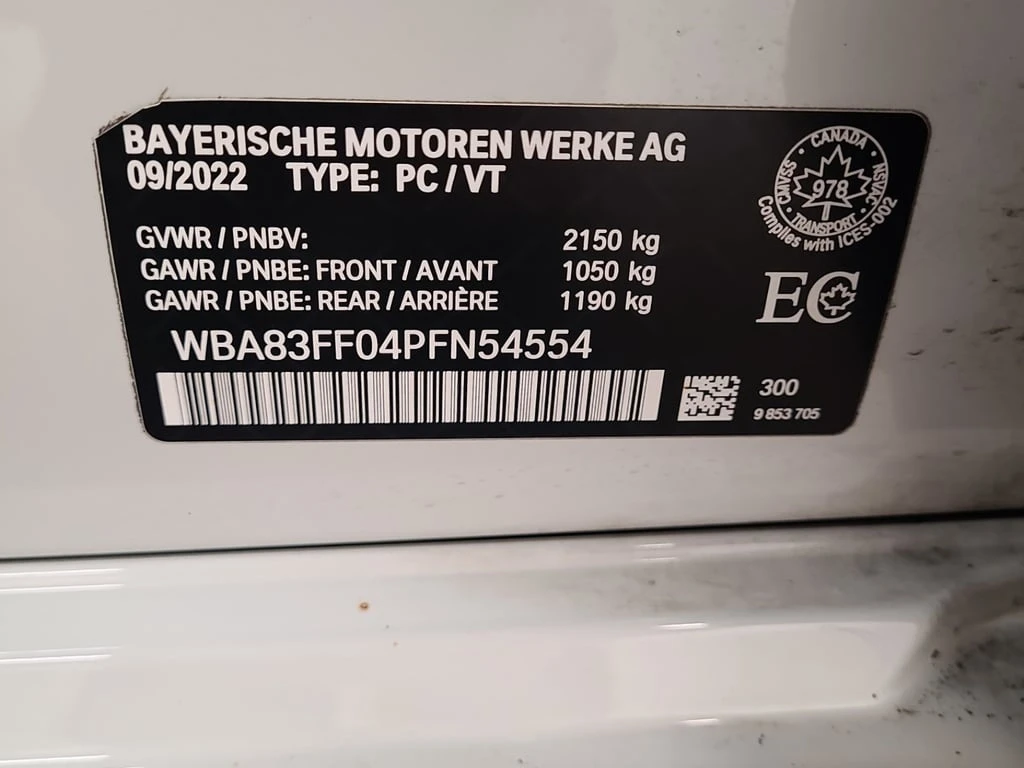 BAYERISCHE MOTOREN WERKE AG
09/2022 TYPE: PC / VT
GVWR / PNBV: 2150 kg
GAWR / PNBE: FRONT / AVANT 1050 kg
GAWR / PNBE: REAR / ARRIÈRE 1190 kg
WBA83FF04PFN54554
CANADA
CMVSS
978
NSVAC
TRANSPORT
Complies with ICES-002
EC
300
9 853 705